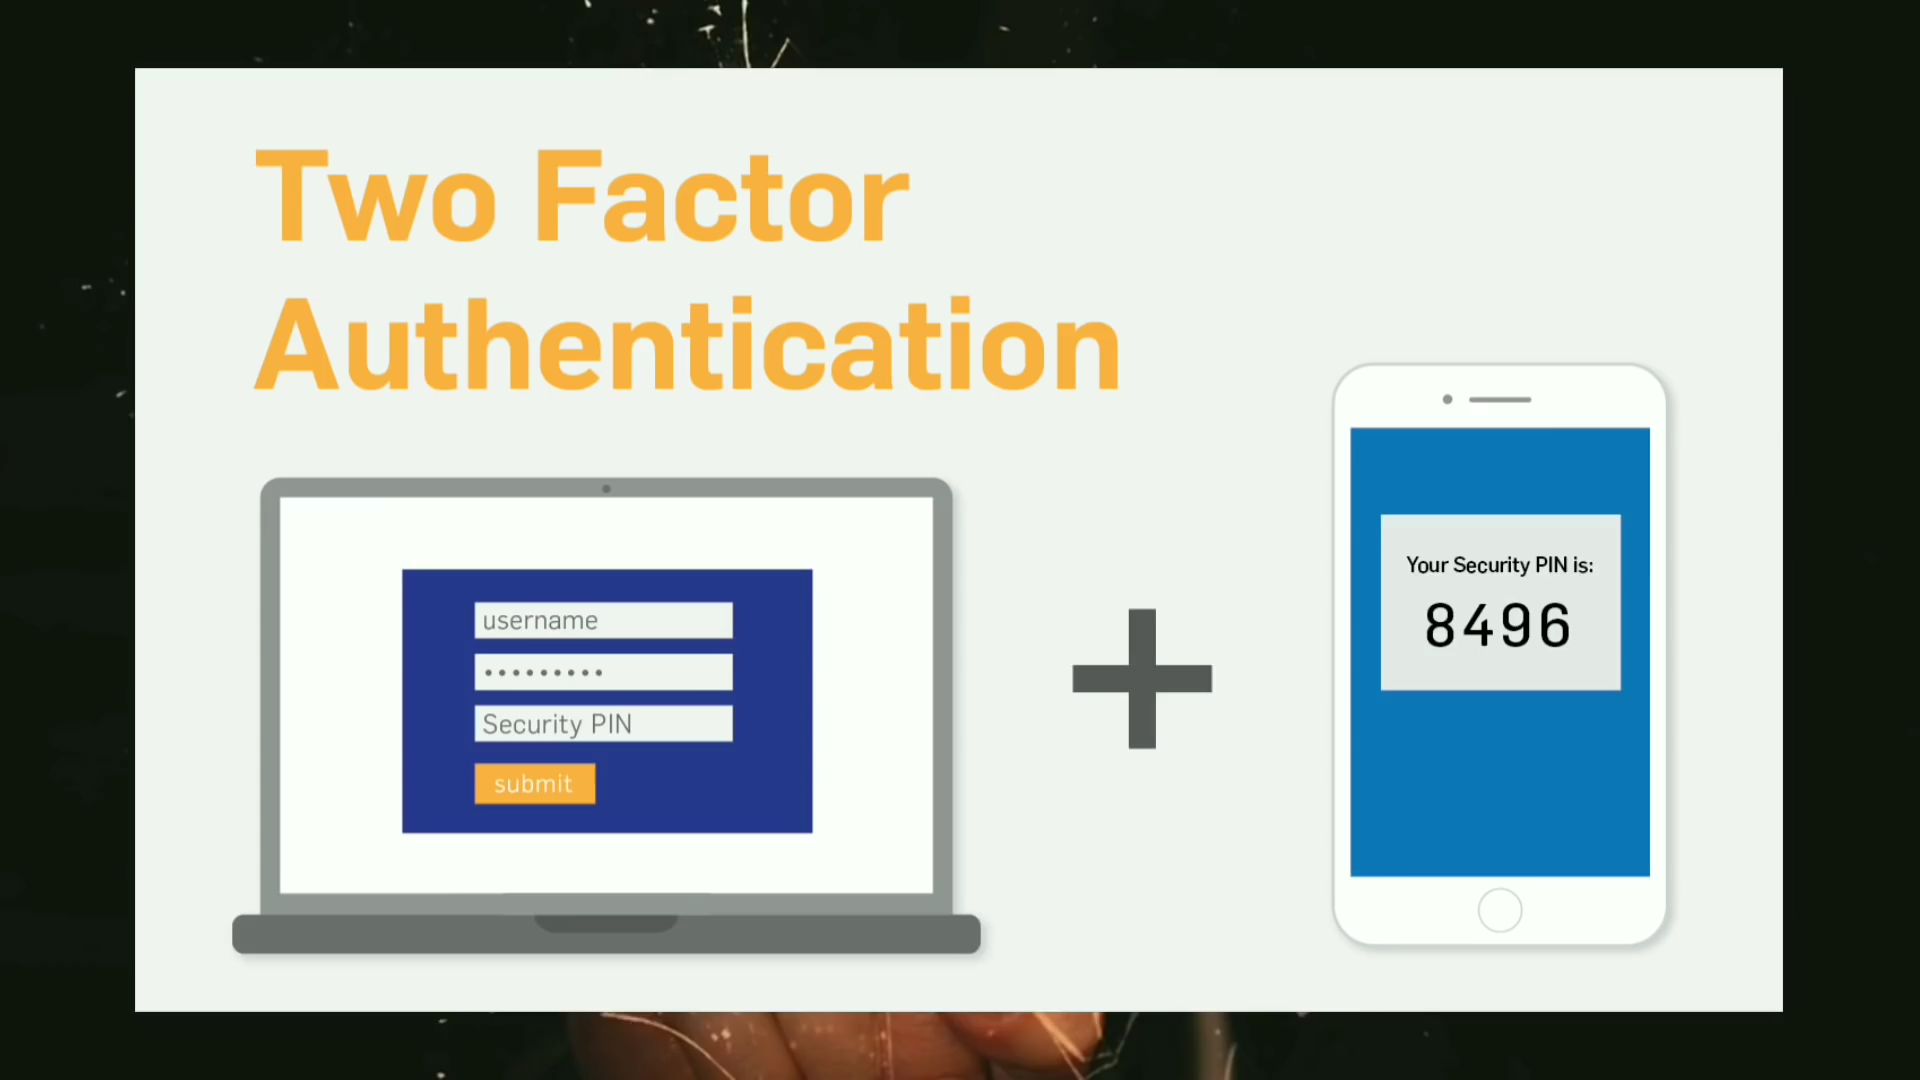 Two Factor
Authentication
username
•••••••••
Security PIN
submit
Your Security PIN is:
8496